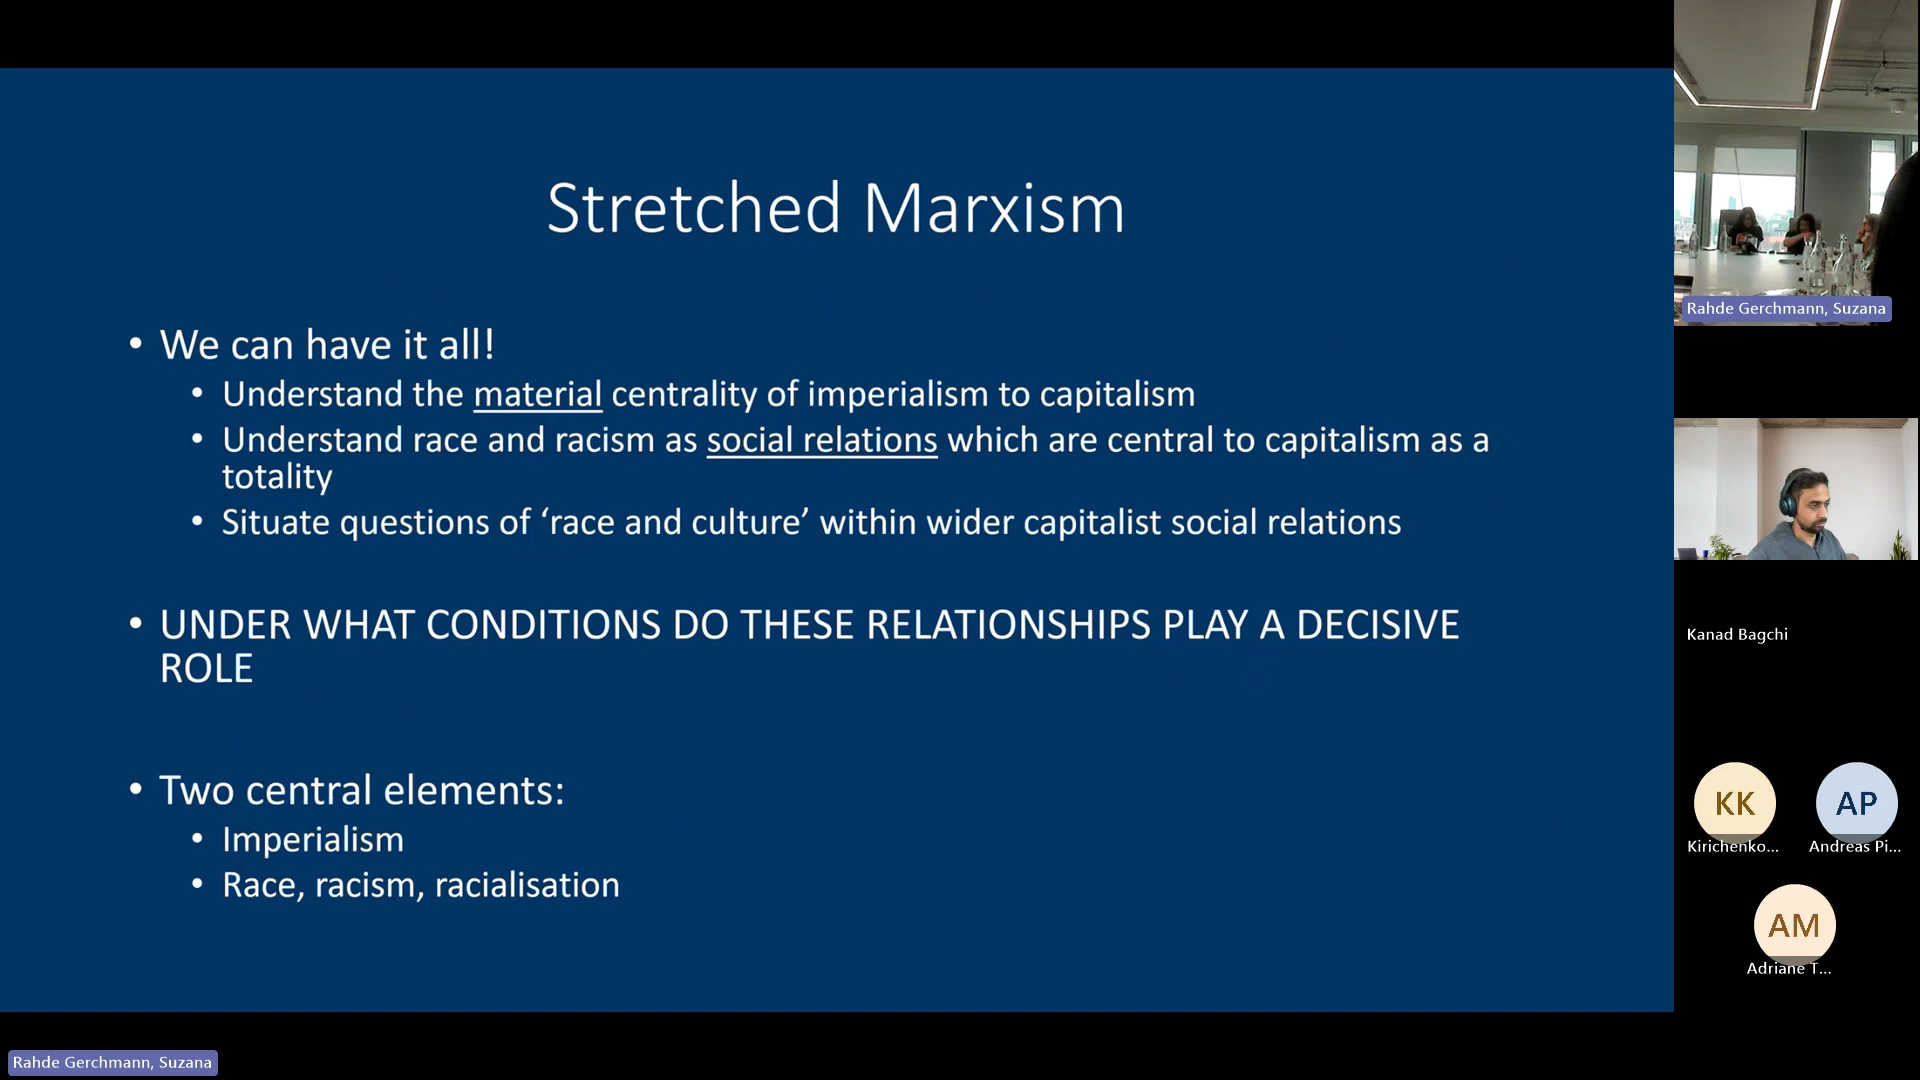 Stretched Marxism
• We can have it all!
• Understand the material centrality of imperialism to capitalism
• Understand race and racism as social relations which are central to capitalism as a
totality
• Situate questions of ‘race and culture’ within wider capitalist social relations
• UNDER WHAT CONDITIONS DO THESE RELATIONSHIPS PLAY A DECISIVE
ROLE
• Two central elements:
• Imperialism
• Race, racism, racialisation
Rahde Gerchmann, Suzana
Kanad Bagchi
KK
Kirichenko...
AP
Andreas Pi...
AM
Adriane T...
Rahde Gerchmann, Suzana